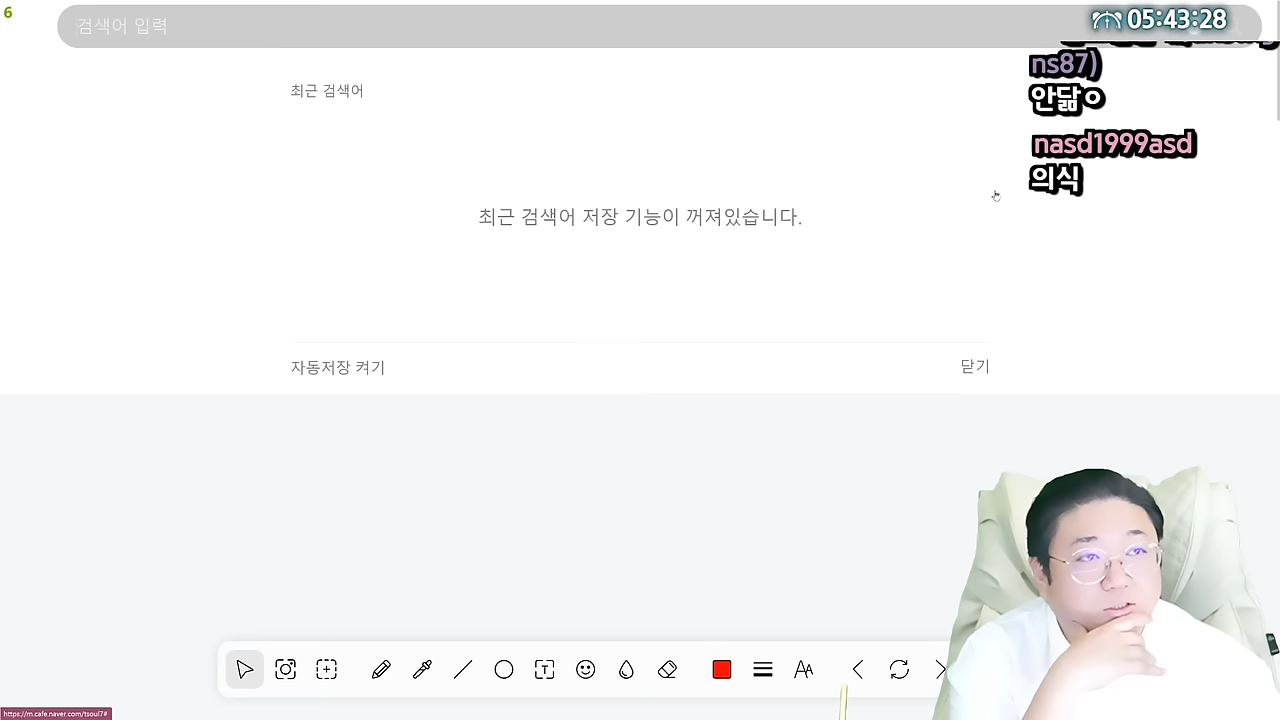 6
검색어 입력
05:43:28
ns87)
안닮ㅇ
최근 검색어
nasd1999asd
의식
최근 검색어 저장 기능이 꺼져있습니다.
자동저장 켜기
닫기
https://m.cafe.naver.com/tsoul7#